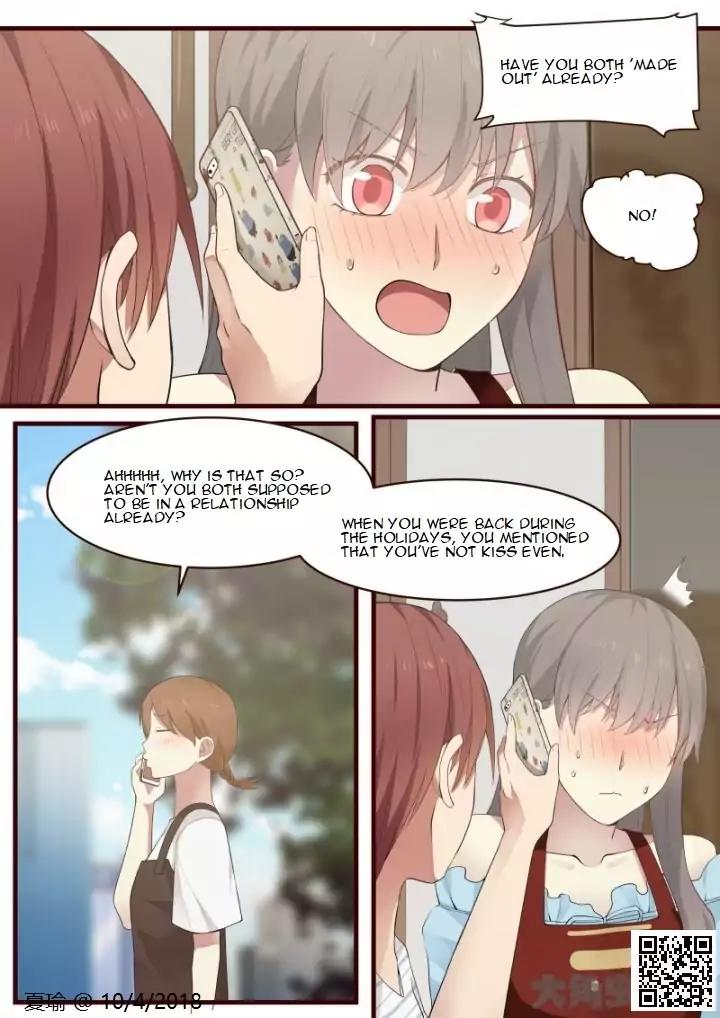 HAVE YOU BOTH 'MADE
OUT' ALREADY?
NO!
AHHHHH, WHY IS THAT SO?
AREN'T YOU BOTH SUPPOSED
TO BE IN A RELATIONSHIP
ALREADY?
WHEN YOU WERE BACK DURING
THE HOLIDAYS, YOU MENTIONED
THAT YOU'VE NOT KISS EVEN.
夏瑜 @ 10/4/2018